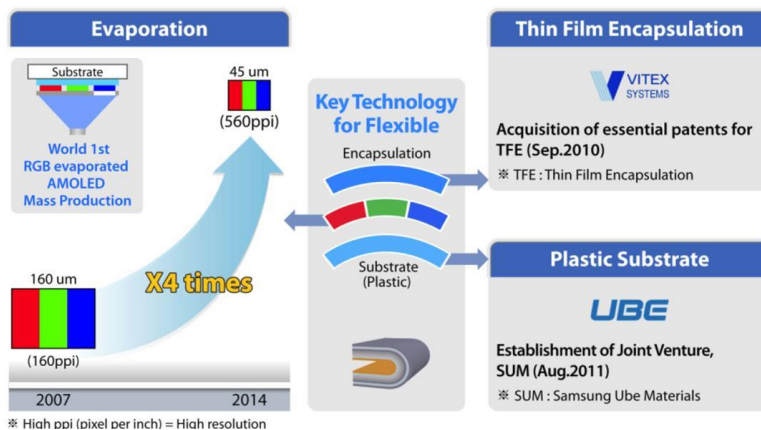 Evaporation
Substrate
World 1st
RGB evaporated
AMOLED
Mass Production
45 um
(560ppi)
X4 times
160 um
(160ppi)
2007
2014
※ High ppi (pixel per inch) = High resolution
Key Technology
for Flexible
Encapsulation
Substrate
(Plastic)
Thin Film Encapsulation
VITEX
SYSTEMS
Acquisition of essential patents for
TFE (Sep.2010)
※ TFE : Thin Film Encapsulation
Plastic Substrate
UBE
Establishment of Joint Venture,
SUM (Aug.2011)
※ SUM : Samsung Ube Materials